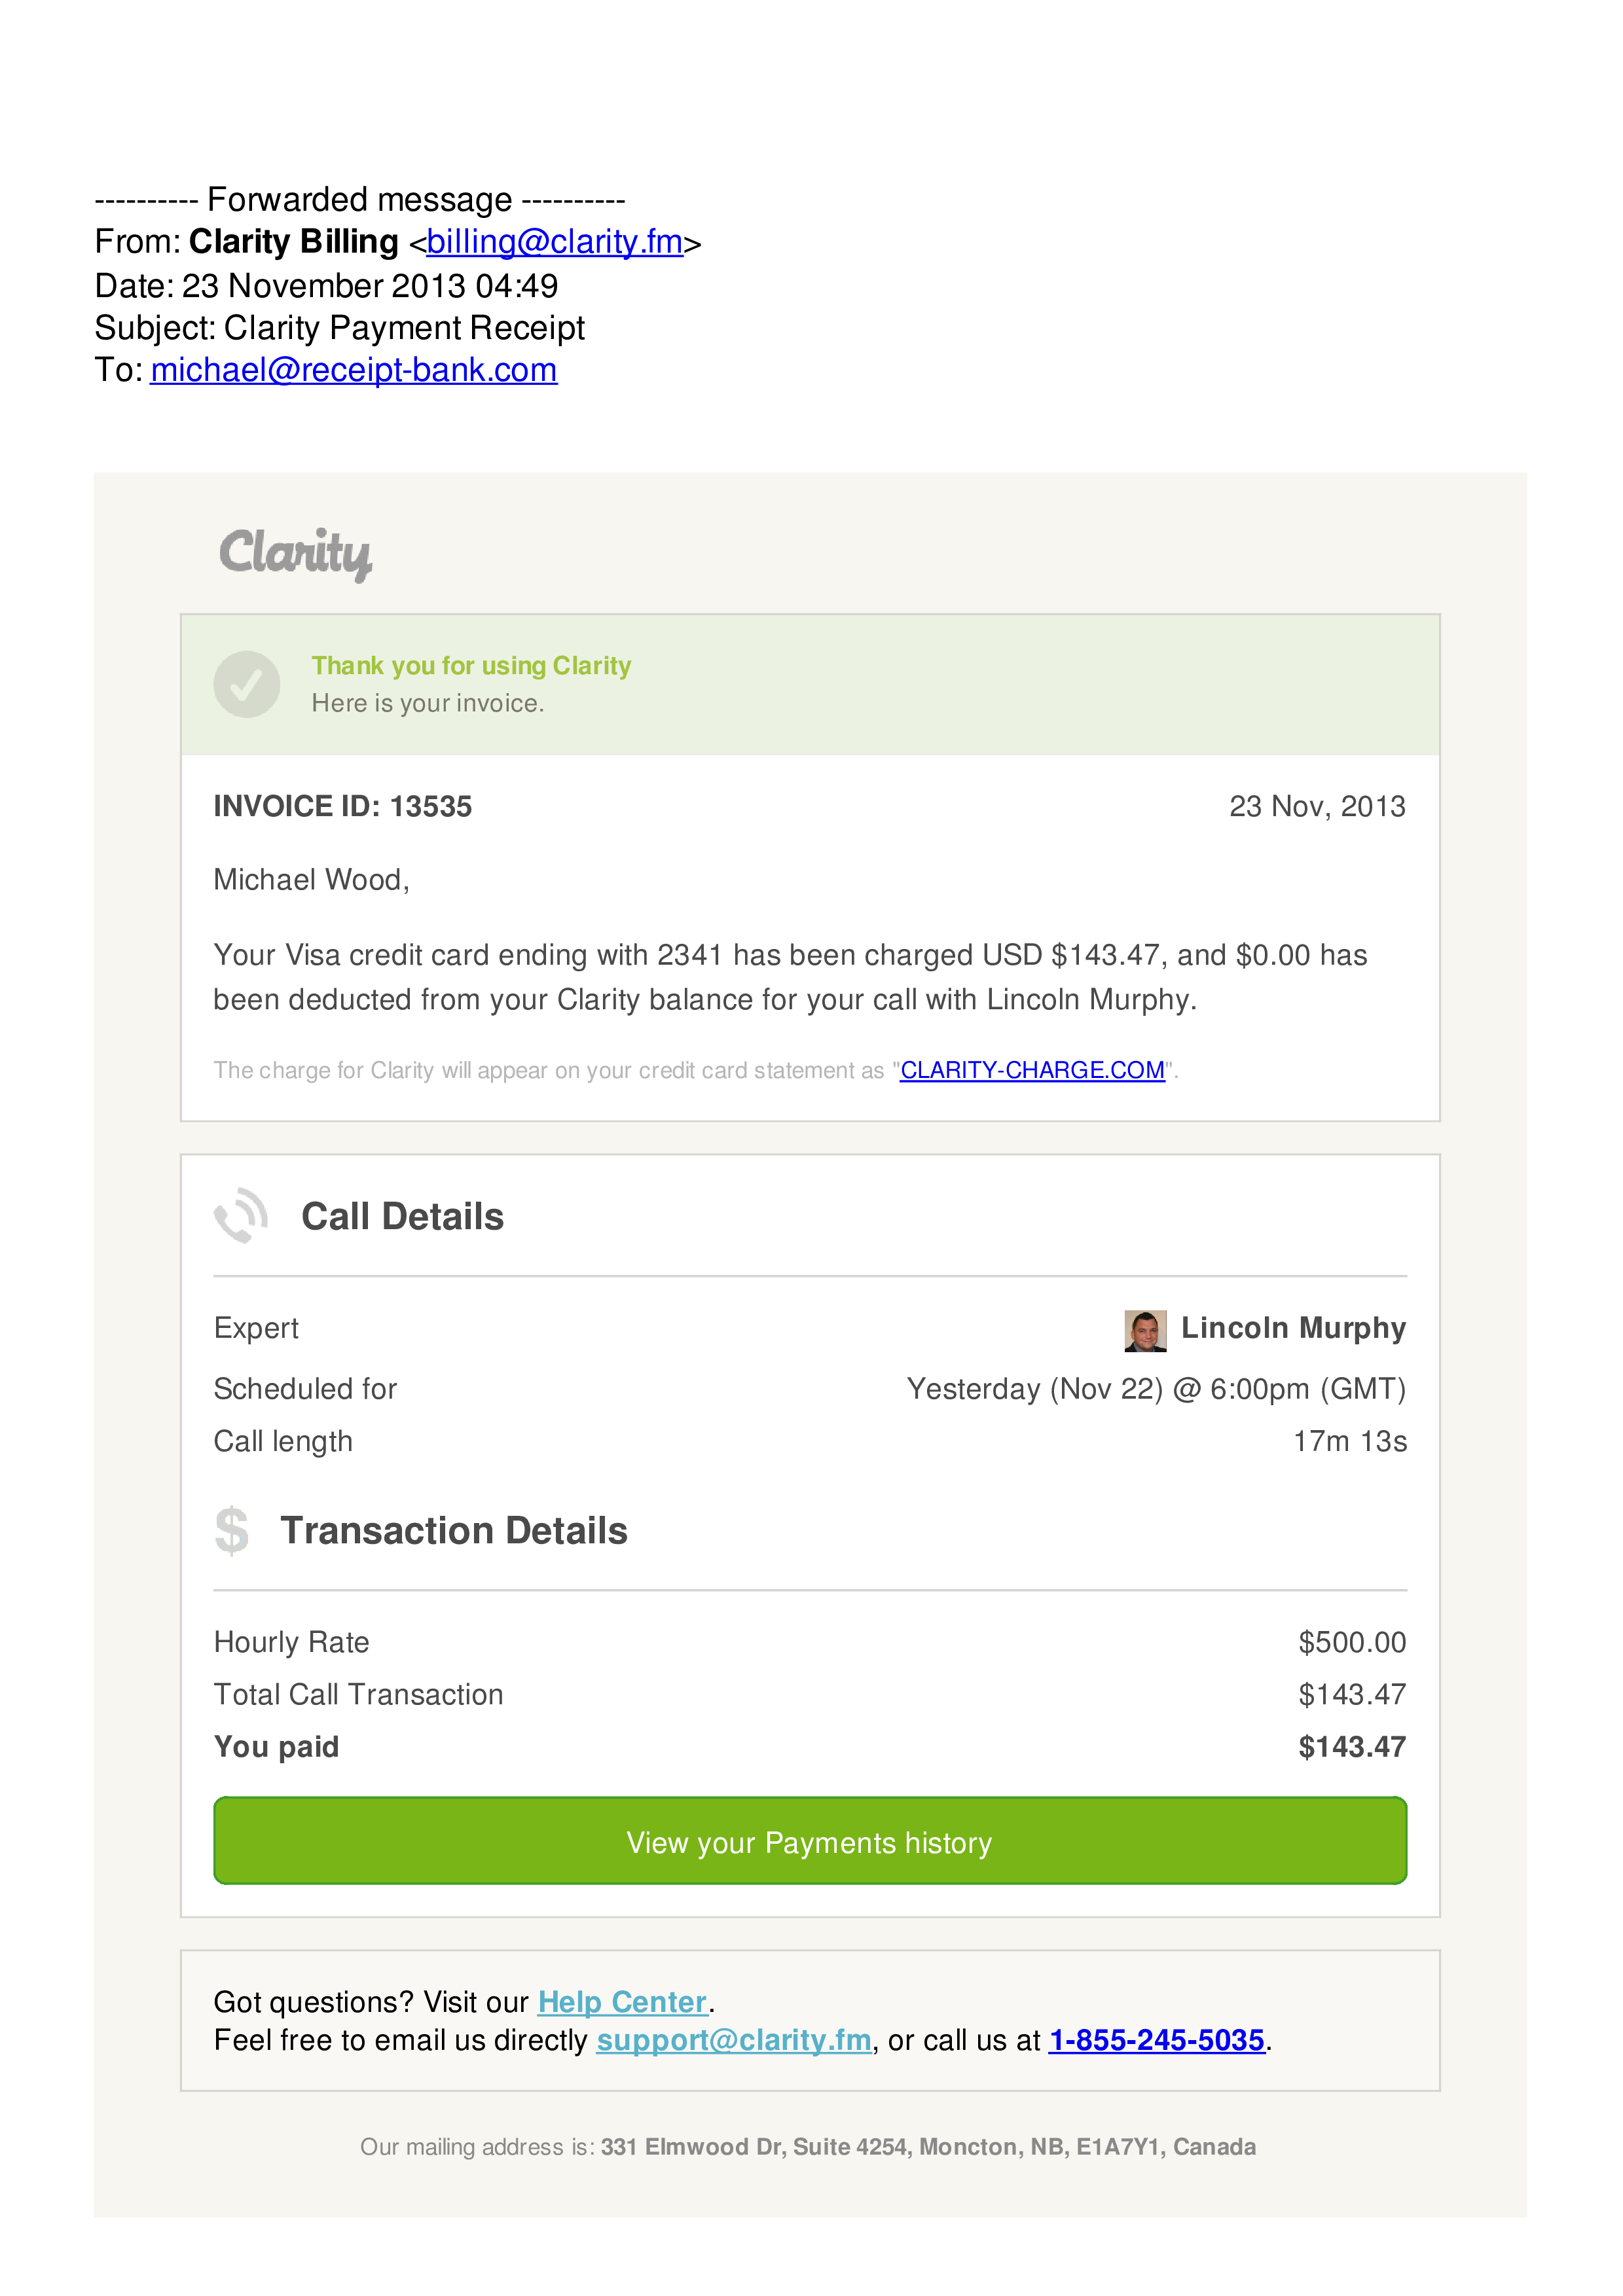 ---------- Forwarded message ----------
From: Clarity Billing <billing@clarity.fm>
Date: 23 November 2013 04:49
Subject: Clarity Payment Receipt
To: michael@receipt-bank.com
Clarity
Thank you for using Clarity
Here is your invoice.
INVOICE ID: 13535 23 Nov, 2013
Michael Wood,
Your Visa credit card ending with 2341 has been charged USD $143.47, and $0.00 has
been deducted from your Clarity balance for your call with Lincoln Murphy.
The charge for Clarity will appear on your credit card statement as "CLARITY-CHARGE.COM".
Call Details
Expert Lincoln Murphy
Scheduled for Yesterday (Nov 22) @ 6:00pm (GMT)
Call length 17m 13s
$ Transaction Details
Hourly Rate $500.00
Total Call Transaction $143.47
You paid $143.47
View your Payments history
Got questions? Visit our Help Center.
Feel free to email us directly support@clarity.fm, or call us at 1-855-245-5035.
Our mailing address is: 331 Elmwood Dr, Suite 4254, Moncton, NB, E1A7Y1, Canada